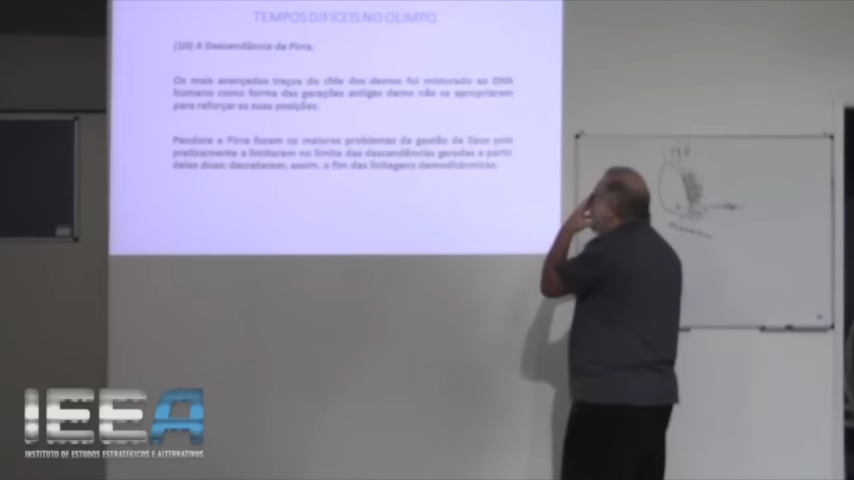 TEMPOS DIFÍCEIS NO OLIMPO
(10) A Descendência de Pirra.
Os mais avançados traços do clãe dos demos foi misturado ao DNA
humano como forma das gerações antigas demo não se apropriarem
para reforçar as suas posições.
Pandora e Pirra foram os maiores problemas da gestão de Zeus pois
praticamente a limitaram no limite das descendências geradas a partir
delas duas: decretaram, assim, o fim das linhagens
IEEA
INSTITUTO DE ESTUDOS ESTRATÉGICOS E ALTERNATIVOS